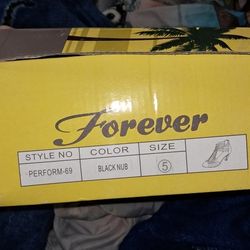 Forever
STYLE NO COLOR SIZE
PERFORM-69 BLACK NUB 5